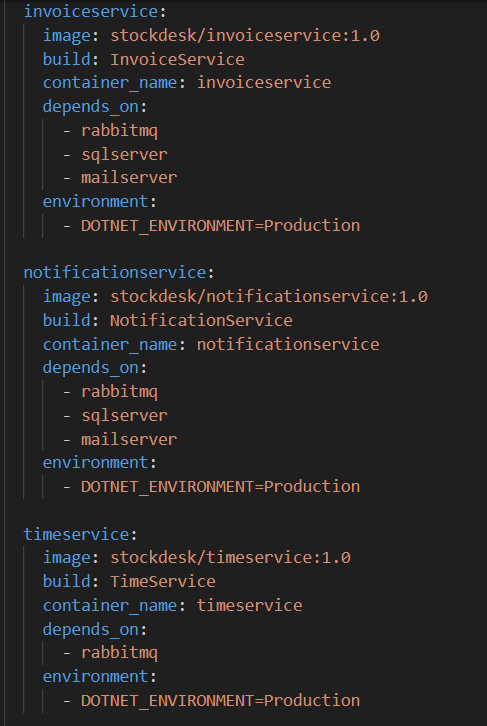 invoiceservice:
image: stockdesk/invoiceservice:1.0
build: InvoiceService
container_name: invoiceservice
depends_on:
- rabbitmq
- sqlserver
- mailserver
environment:
- DOTNET_ENVIRONMENT=Production
notificationservice:
image: stockdesk/notificationservice:1.0
build: NotificationService
container_name: notificationservice
depends_on:
- rabbitmq
- sqlserver
- mailserver
environment:
- DOTNET_ENVIRONMENT=Production
timeservice:
image: stockdesk/timeservice:1.0
build: TimeService
container_name: timeservice
depends_on:
- rabbitmq
environment:
- DOTNET_ENVIRONMENT=Production